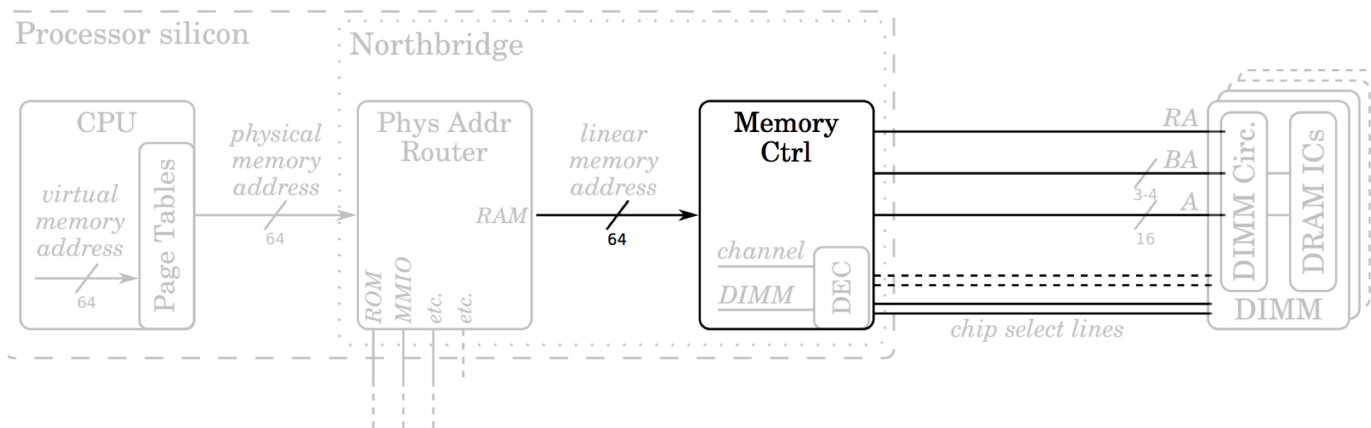 Processor silicon
Northbridge
CPU
virtual
memory
address
64
Page Tables
physical
memory
address
64
Phys Addr
Router
RAM
ROM
MMIO
etc.
etc.
linear
memory
address
64
Memory
Ctrl
channel
DIMM
DEC
RA
BA
3-4
A
16
chip select lines
DIMM Circ.
DRAM ICs
DIMM